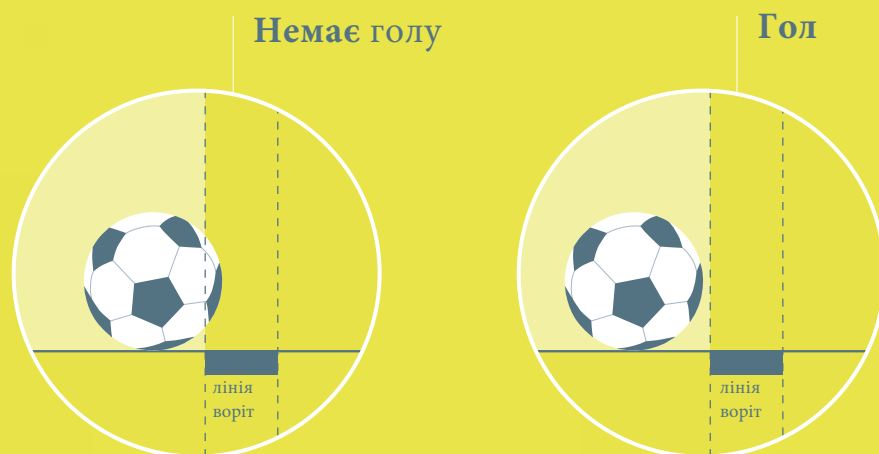 Немає голу
Гол
лінія
воріт
лінія
воріт